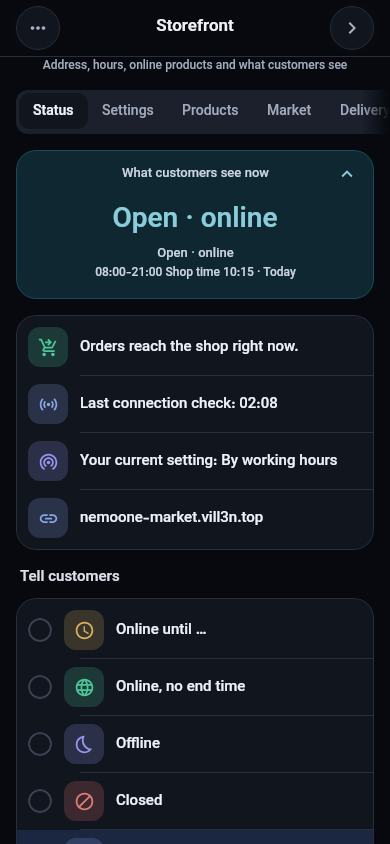 Storefront
Address, hours, online products and what customers see
Status Settings Products Market Delivery
What customers see now
Open · online
Open · online
08:00-21:00 Shop time 10:15 · Today
Orders reach the shop right now.
Last connection check: 02:08
Your current setting: By working hours
nemoone-market.vill3n.top
Tell customers
Online until …
Online, no end time
Offline
Closed